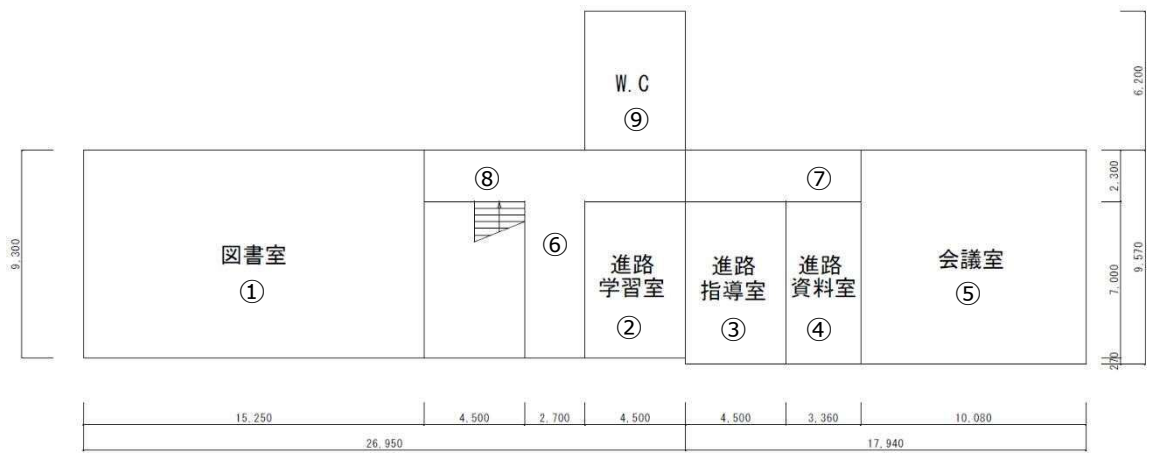 W.C
⑨
6,200
⑧
⑦
2,300
9,300
図書室
①
⑥
進路
学習室
②
進路
指導室
③
進路
資料室
④
会議室
⑤
7,000
9,570
270
15,250
4,500
2,700
4,500
4,500
3,360
10,080
26,950
17,940